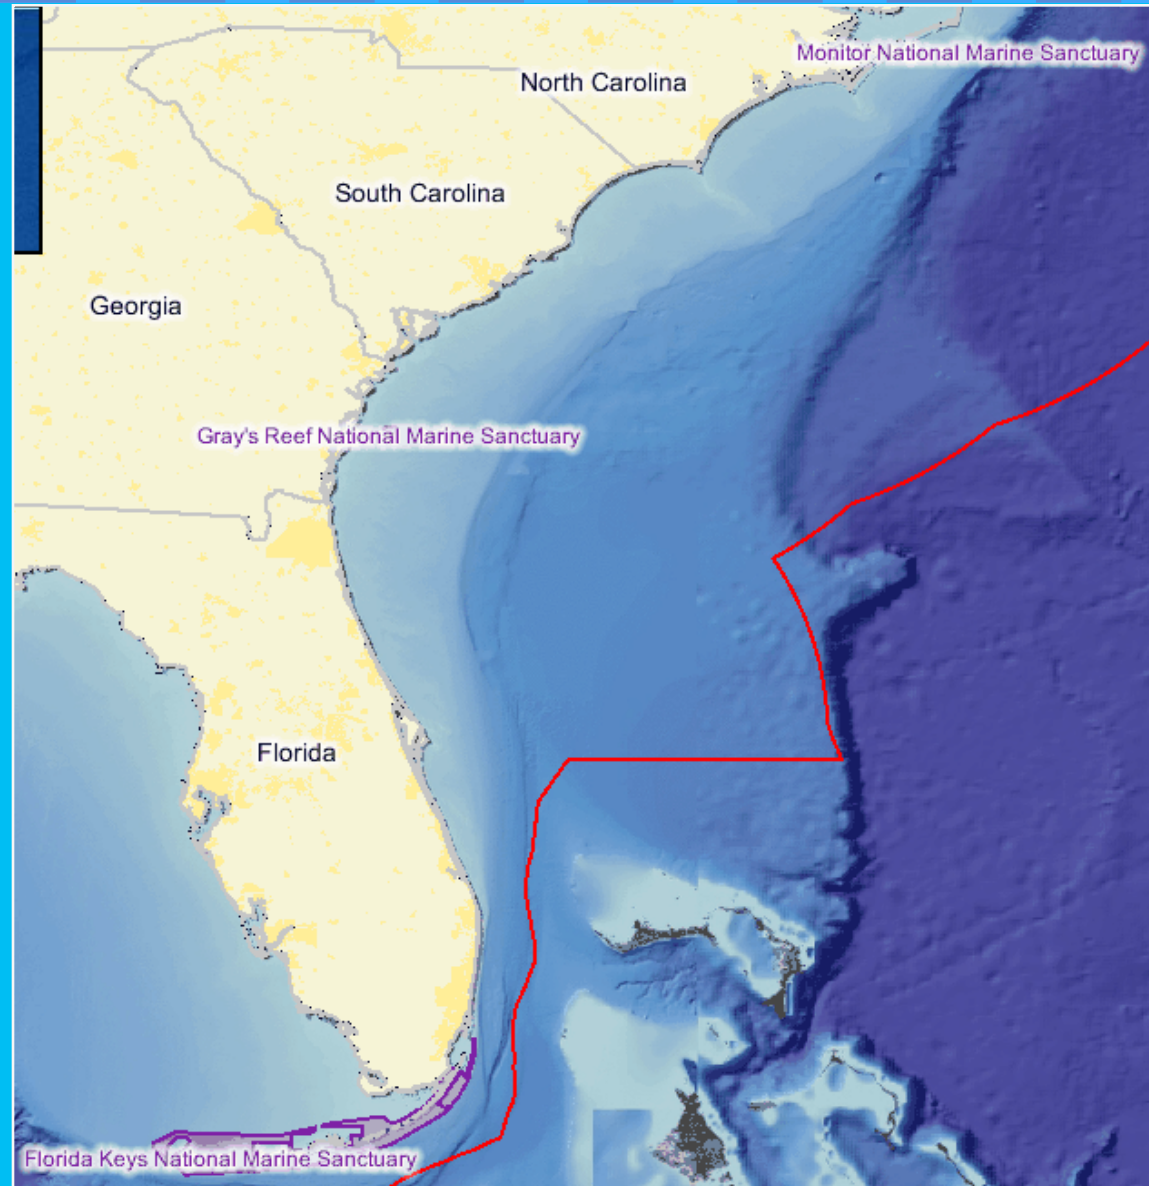 Monitor National Marine Sanctuary
North Carolina
South Carolina
Georgia
Gray's Reef National Marine Sanctuary
Florida
Florida Keys National Marine Sanctuary